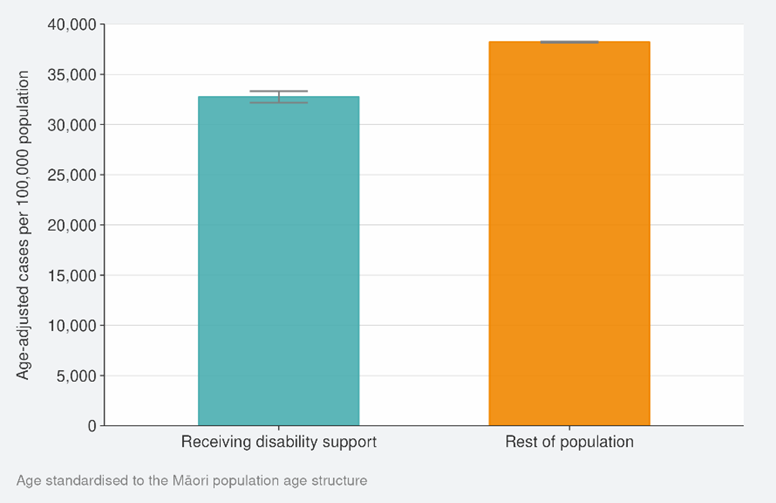 40,000
35,000
30,000
25,000
20,000
15,000
10,000
5,000
0
Age-adjusted cases per 100,000 population
Receiving disability support
Rest of population
Age standardised to the Māori population age structure